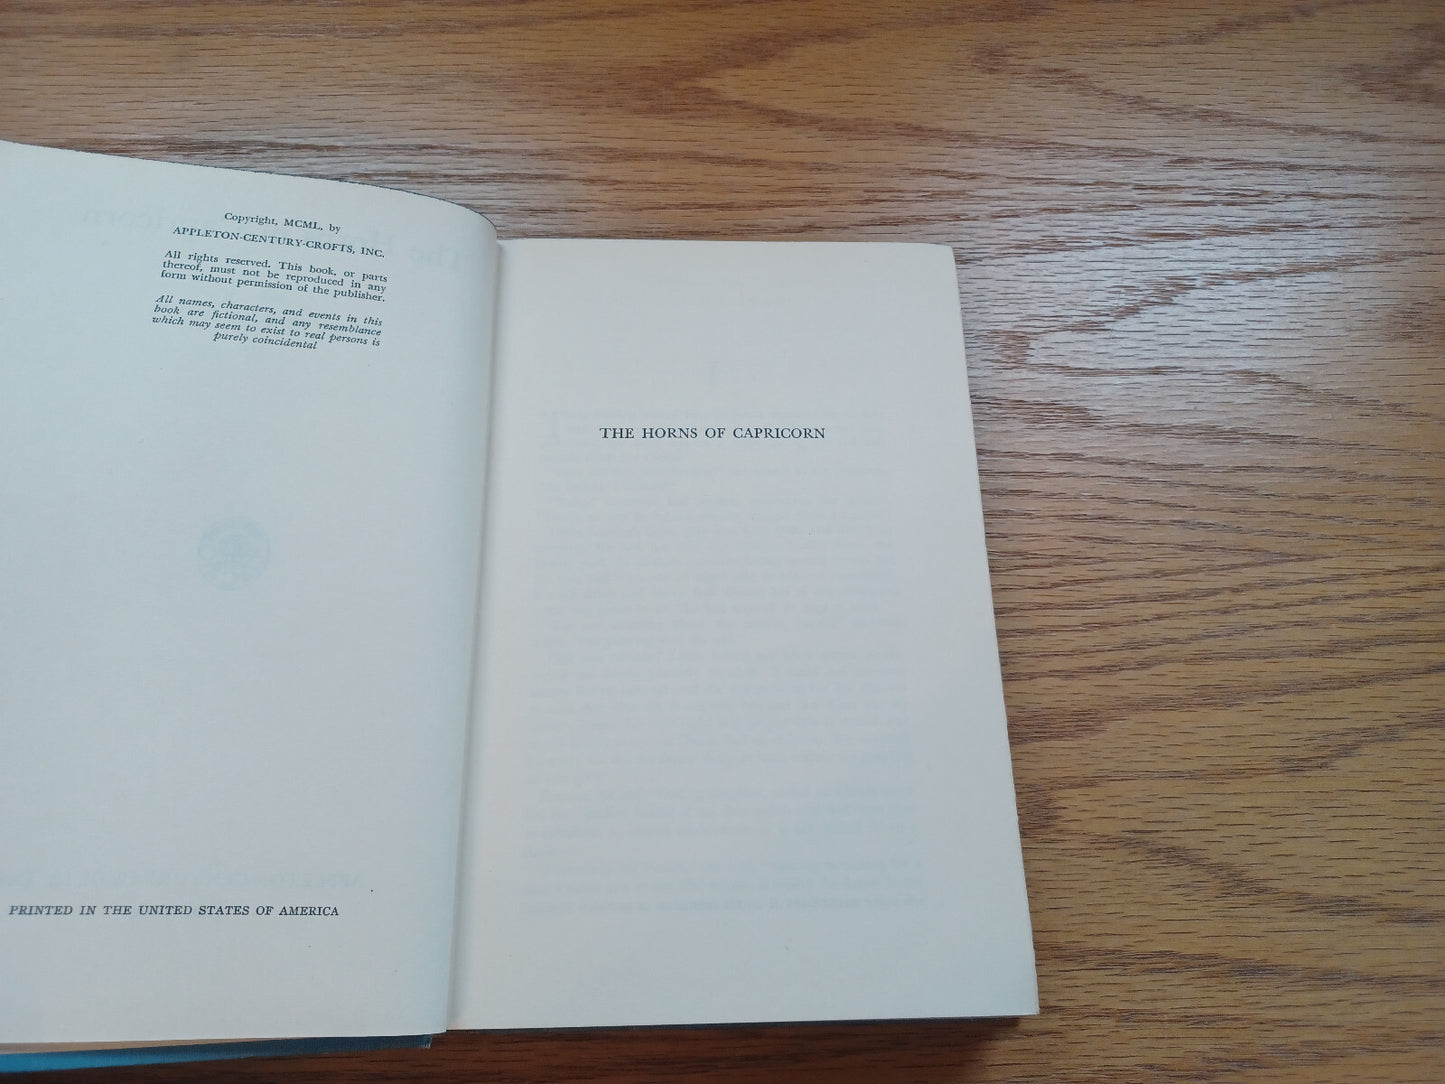 Copyright, MCML, by
APPLETON-CENTURY-CROFTS, INC.
All rights reserved. This book, or parts
thereof, must not be reproduced in any
form without permission of the publisher.
All names, characters, and events in this
book are fictional, and any resemblance
which may seem to exist to real persons is
purely coincidental
PRINTED IN THE UNITED STATES OF AMERICA
THE HORNS OF CAPRICORN